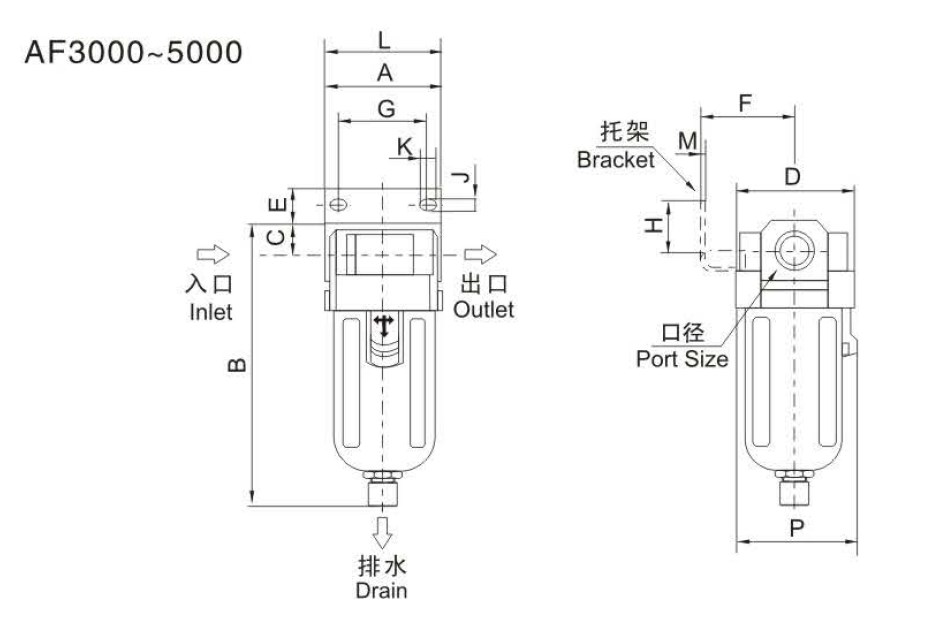 AF3000~5000
L
A
G
K
J
E
C
入口
Inlet
出口
Outlet
B
排水
Drain
F
托架
Bracket
M
D
H
口径
Port Size
P